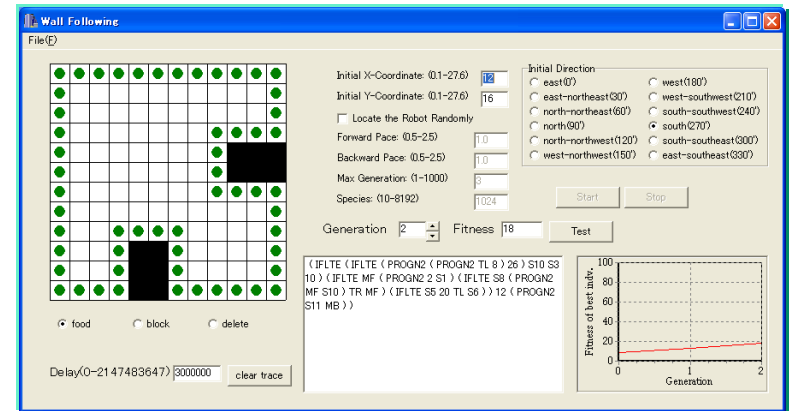 Wall Following
File(F)
Initial X-Coordinate: (0.1-27.6) 12
Initial Y-Coordinate: (0.1-27.6) 16
Locate the Robot Randomly
Forward Pace: (0.5-2.5) 1.0
Backward Pace: (0.5-2.5) 1.0
Max Generation: (1-1000) 3
Species: (10-8192) 1024
Initial Direction
east(0°) west(180°)
east-northeast(30°) west-southwest(210°)
north-northeast(60°) south-southwest(240°)
north(90°) south(270°)
north-northwest(120°) south-southeast(300°)
west-northwest(150°) east-southeast(330°)
Start Stop
Generation 2 Fitness 18 Test
( IFLTE ( IFLTE ( PROGN2 ( PROGN2 TL 8 ) 26 ) S10 S3
10 ) ( IFLTE MF ( PROGN2 2 S1 ) ( IFLTE S8 ( PROGN2
MF S10 ) TR MF ) ( IFLTE S5 20 TL S6 ) ) 12 ( PROGN2
S11 MB ) )
food block delete
Delay(0-2147483647) 3000000 clear trace
Fitness of best indv.
100
80
60
40
20
0
0 1 2
Generation